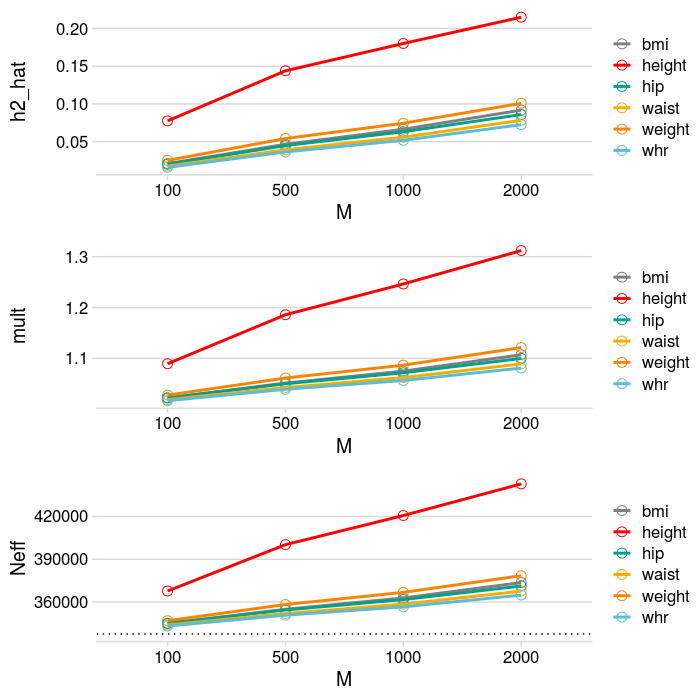 h2_hat
0.20
0.15
0.10
0.05
100 500 1000 2000
M
bmi
height
hip
waist
weight
whr
mult
1.3
1.2
1.1
100 500 1000 2000
M
bmi
height
hip
waist
weight
whr
Neff
420000
390000
360000
100 500 1000 2000
M
bmi
height
hip
waist
weight
whr